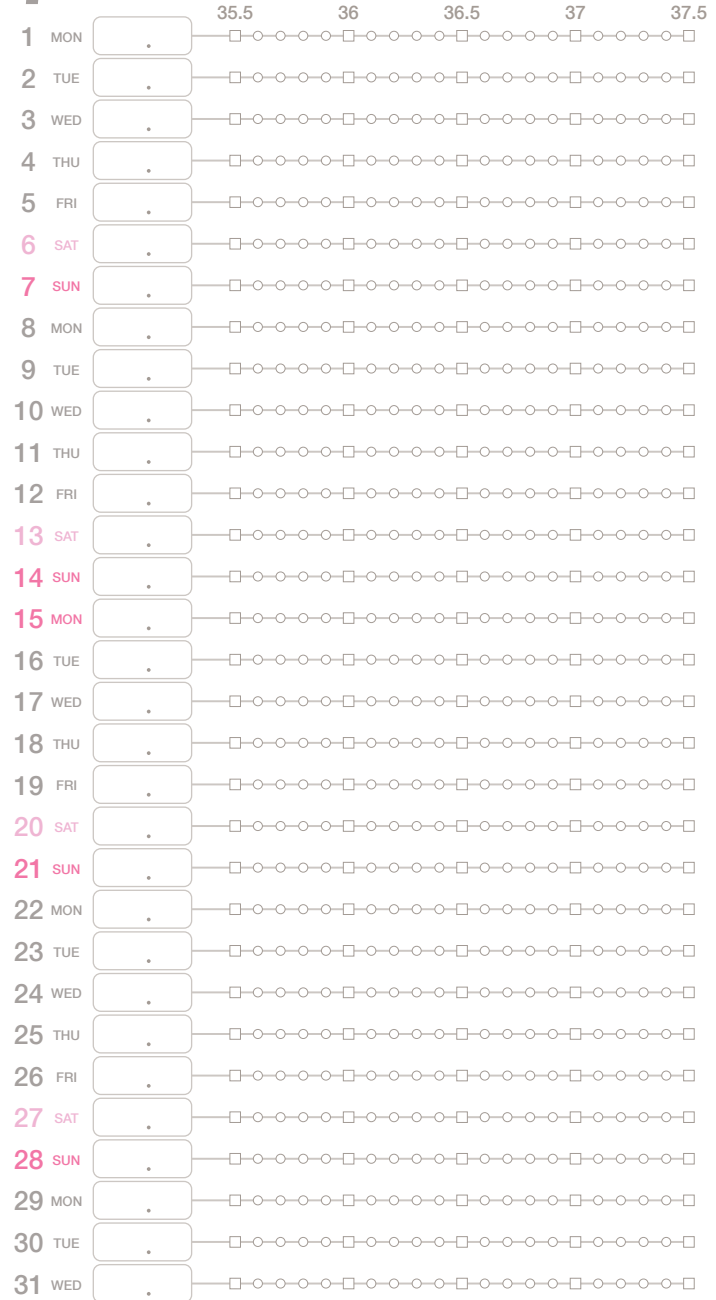 35.5 36 36.5 37 37.5
1 MON .
2 TUE .
3 WED .
4 THU .
5 FRI .
6 SAT .
7 SUN .
8 MON .
9 TUE .
10 WED .
11 THU .
12 FRI .
13 SAT .
14 SUN .
15 MON .
16 TUE .
17 WED .
18 THU .
19 FRI .
20 SAT .
21 SUN .
22 MON .
23 TUE .
24 WED .
25 THU .
26 FRI .
27 SAT .
28 SUN .
29 MON .
30 TUE .
31 WED .